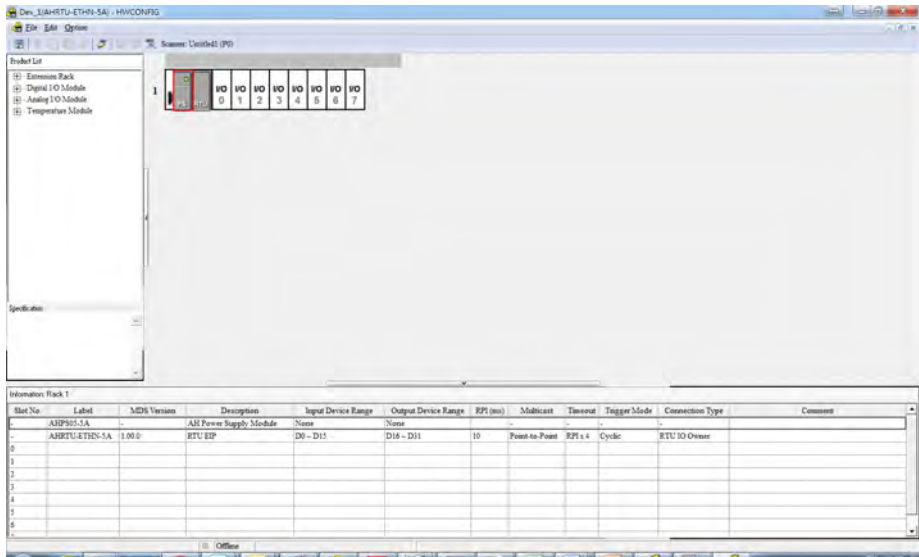 Dev_1(AHRTU-ETHN-5A) - HWCONFIG
File Edit Option
Scanner: Untitled1 (P0)
Product List
Extension Rack
Digital I/O Module
Analog I/O Module
Temperature Module
1 PS RTU I/O 0 I/O 1 I/O 2 I/O 3 I/O 4 I/O 5 I/O 6 I/O 7
Specification
Information: Rack 1
Slot No. Label MDS Version Description Input Device Range Output Device Range RPI (ms) Multicast Timeout Trigger Mode Connection Type Comment
- AHPS05-5A - AH Power Supply Module None None - - - -
- AHRTU-ETHN-5A 1.00.0 RTU EIP D0 ~ D15 D16 ~ D31 10 Point-to-Point RPI x 4 Cyclic RTU IO Owner
0
1
2
3
4
5
6
Offline